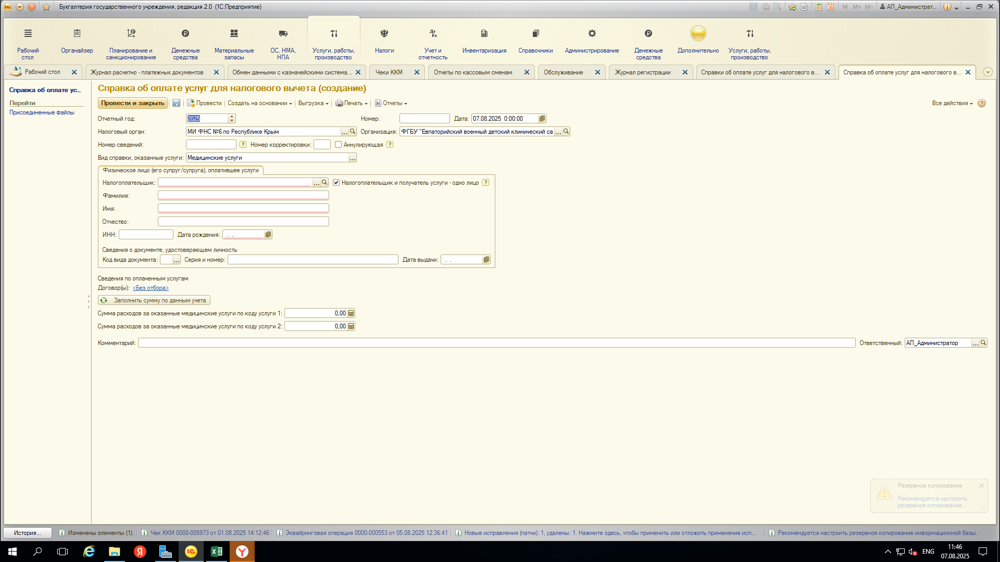 Бухгалтерия государственного учреждения, редакция 2.0 (1С:Предприятие)
M M+ M- АП_Администрат...
Рабочий стол
Органайзер
Планирование и санкционирование
Денежные средства
Материальные запасы
ОС, НМА, НПА
Услуги, работы, производство
Налоги
Учет и отчетность
Инвентаризация
Справочники
Администрирование
Денежные средства
Дополнительно
Услуги, работы, производство
Рабочий стол
Журнал расчетно - платежных документов
Обмен данными с казначейскими система...
Чеки ККМ
Отчеты по кассовым сменам
Обслуживание
Журнал регистрации
Справки об оплате услуг для налогового в...
Справка об оплате услуг для налогового в...
Справка об оплате ус...
Перейти
Присоединенные файлы
Справка об оплате услуг для налогового вычета (создание)
Провести и закрыть Провести Создать на основании Выгрузка Печать Отчеты Все действия
Отчетный год: 2025 Номер: Дата: 07.08.2025 0:00:00
Налоговый орган: МИ ФНС №6 по Республике Крым ... Организация: ФГБУ "Евпаторийский военный детский клинический са ...
Номер сведений: ? Номер корректировки: Аннулирующая ?
Вид справки, оказанные услуги: Медицинские услуги ...
Физическое лицо (его супруг/супруга), оплатившее услуги
Налогоплательщик: ... Налогоплательщик и получатель услуги - одно лицо ?
Фамилия:
Имя:
Отчество:
ИНН: Дата рождения: . .
Сведения о документе, удостоверяющем личность
Код вида документа: ... Серия и номер: Дата выдачи: . .
Сведения по оплаченным услугам
Договор(ы): <Без отбора>
Заполнить сумму по данным учета
Сумма расходов за оказанные медицинские услуги по коду услуги 1: 0,00
Сумма расходов за оказанные медицинские услуги по коду услуги 2: 0,00
Комментарий: Ответственный: АП_Администратор ...
Резервное копирование
Рекомендуется настроить
резервное копирование...
История... Изменены элементы (1). Чек ККМ 0000-005973 от 01.08.2025 14:12:46 Эквайринговая операция 0000-000553 от 05.08.2025 12:36:41 Новые исправления (патчи): 1, удалены: 1. Нажмите здесь, чтобы применить или отложить применение исп... Рекомендуется настроить резервное копирование информационной базы.
ENG
11:46
07.08.2025